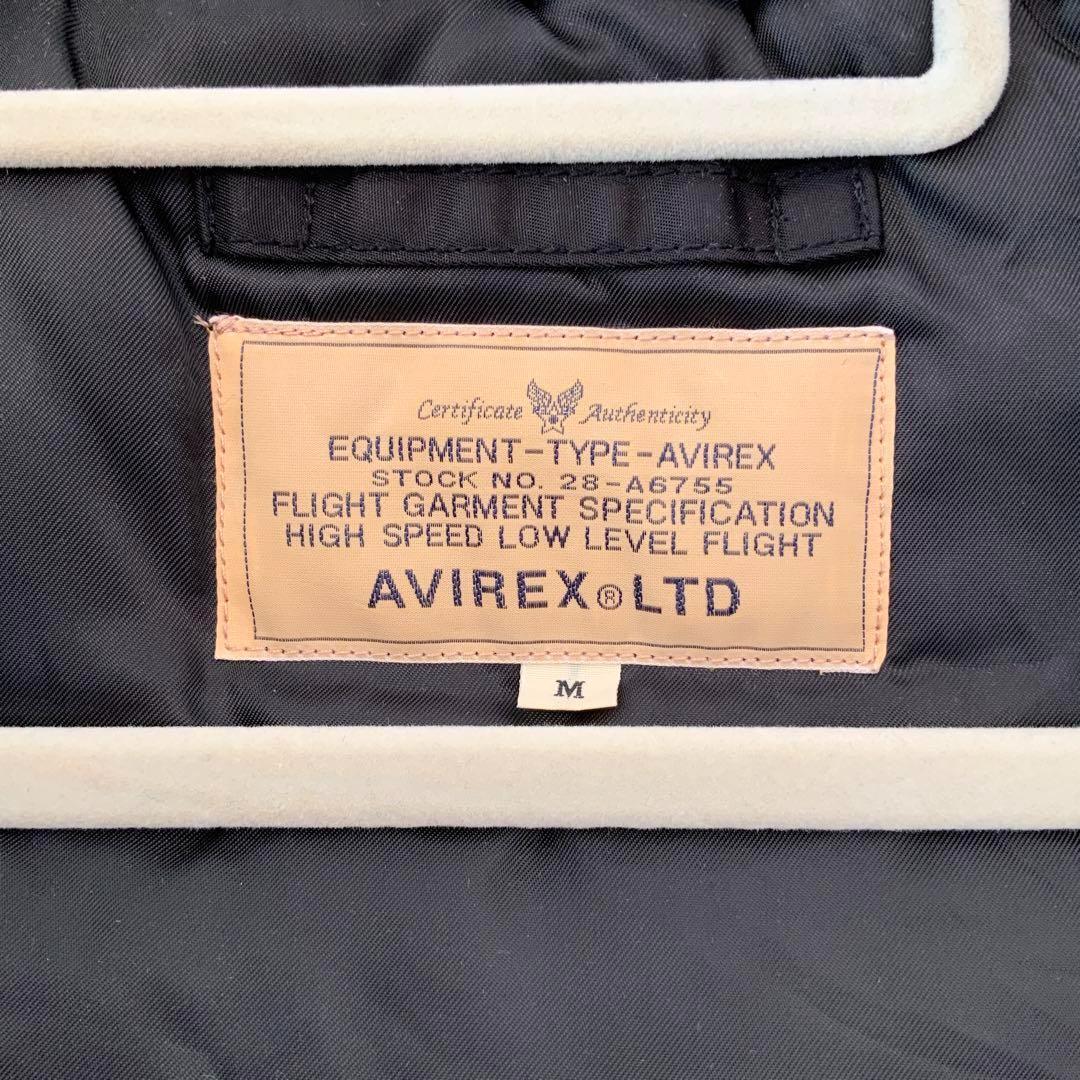 Certificate Authenticity
EQUIPMENT-TYPE-AVIREX
STOCK NO. 28-A6755
FLIGHT GARMENT SPECIFICATION
HIGH SPEED LOW LEVEL FLIGHT
AVIREX® LTD
M